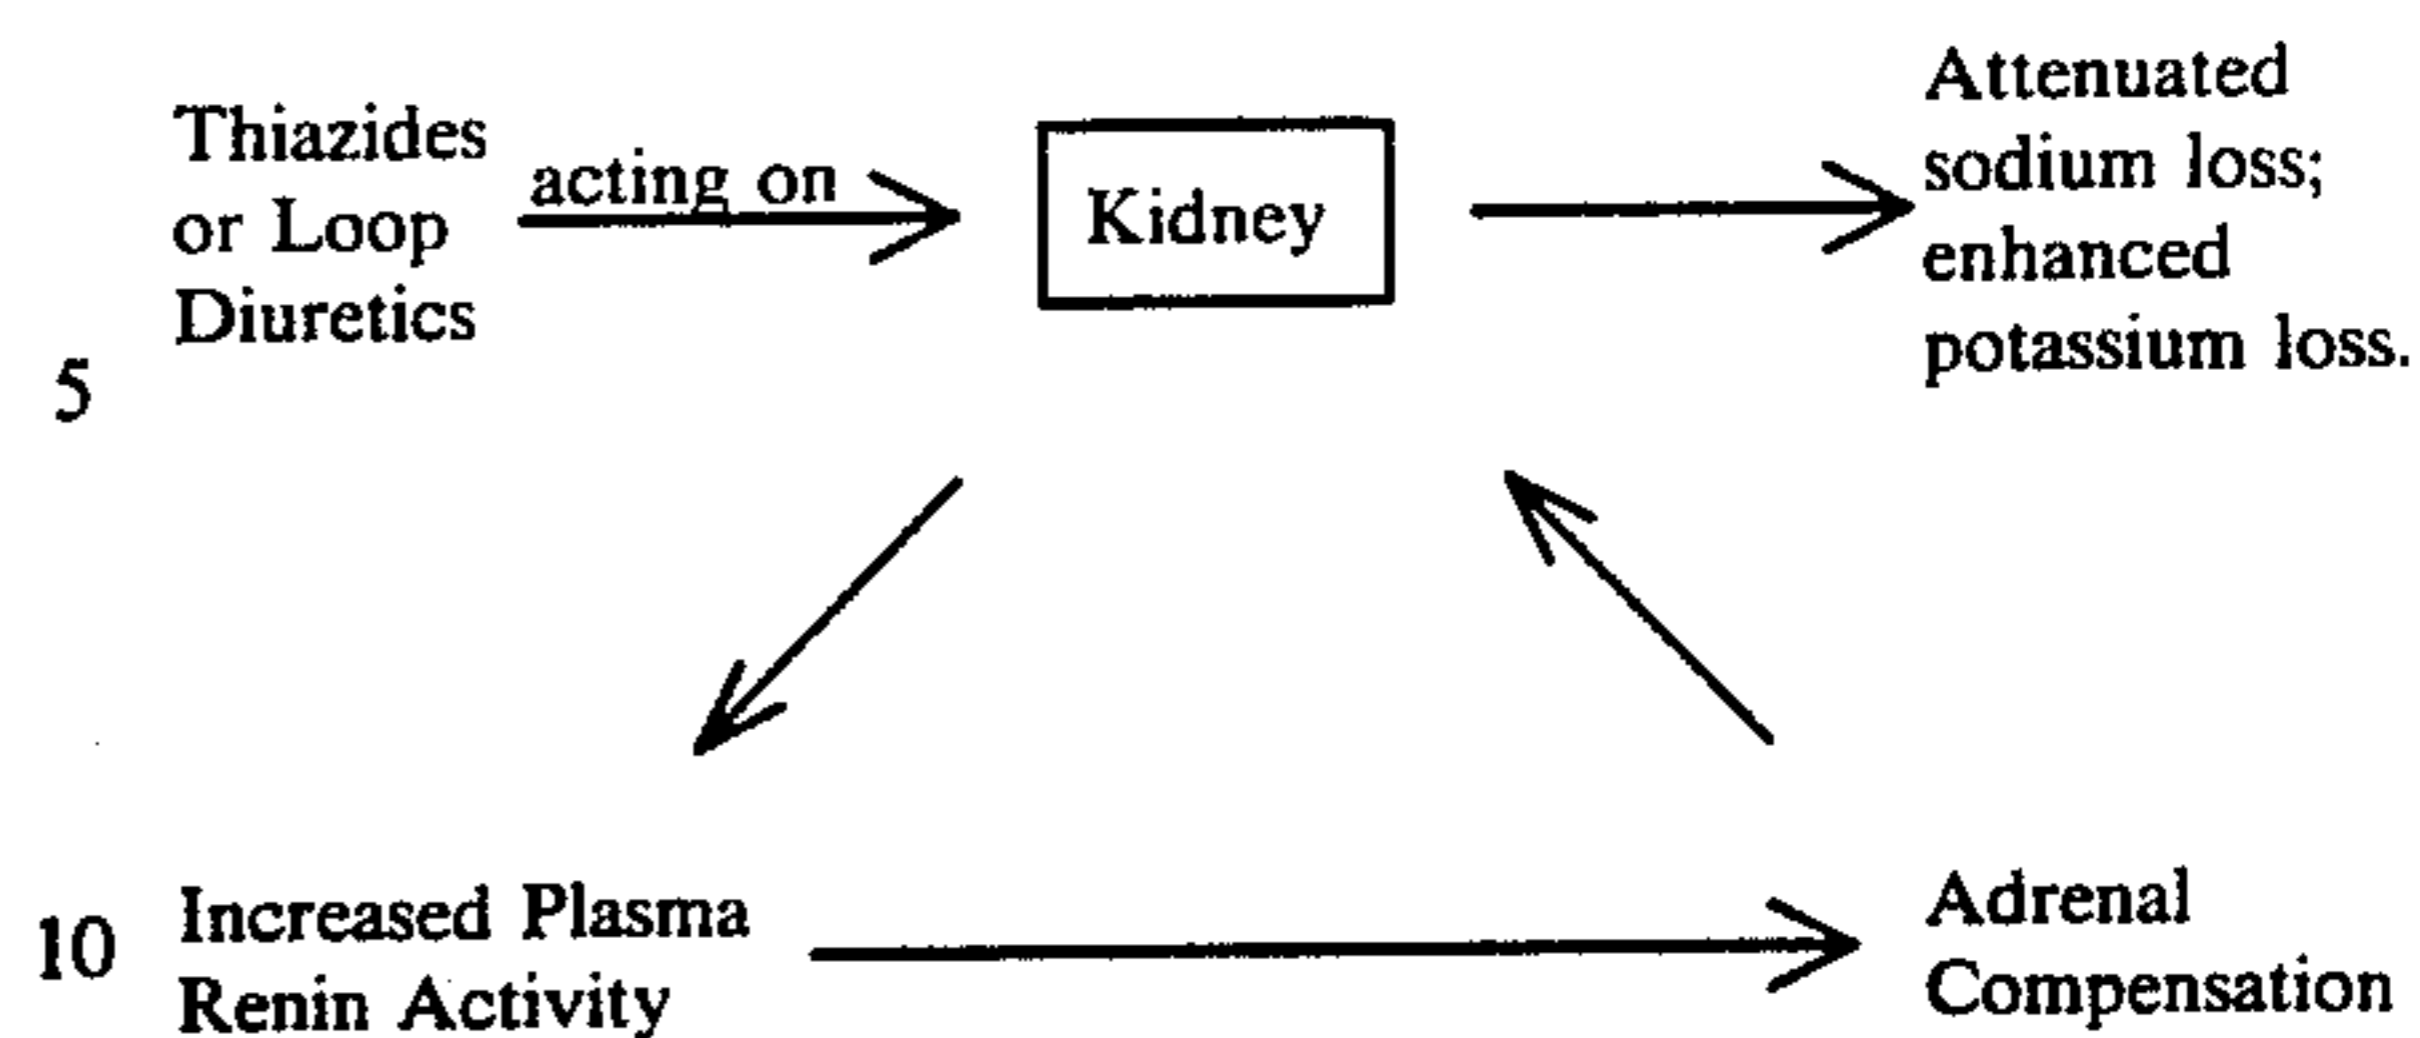 Thiazides
or Loop
Diuretics
acting on
Kidney
Attenuated
sodium loss;
enhanced
potassium loss.
5
10
Increased Plasma
Renin Activity
Adrenal
Compensation